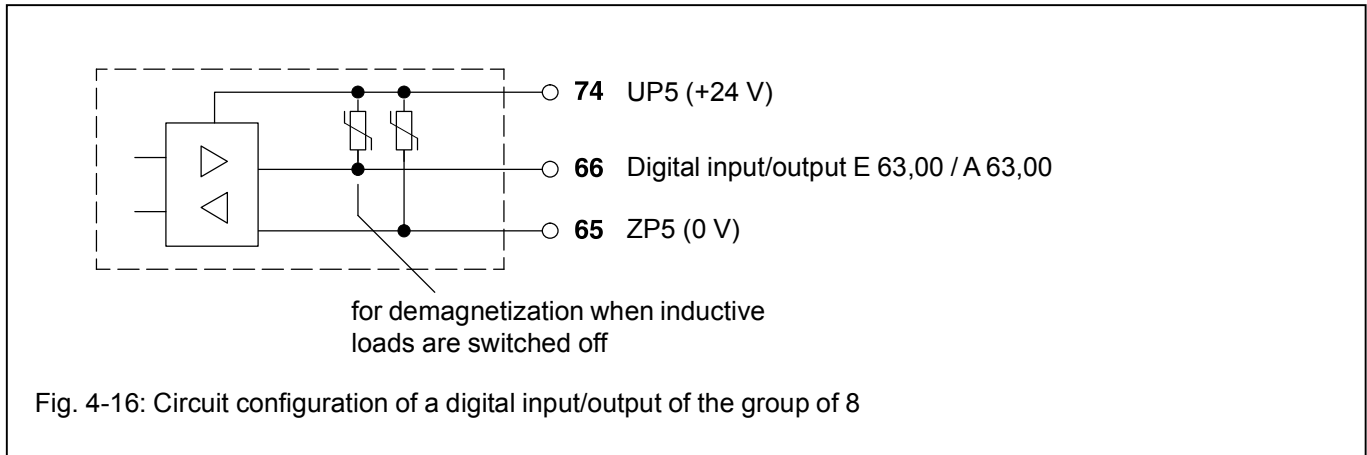 74 UP5 (+24 V)
66 Digital input/output E 63,00 / A 63,00
65 ZP5 (0 V)
for demagnetization when inductive
loads are switched off
Fig. 4-16: Circuit configuration of a digital input/output of the group of 8